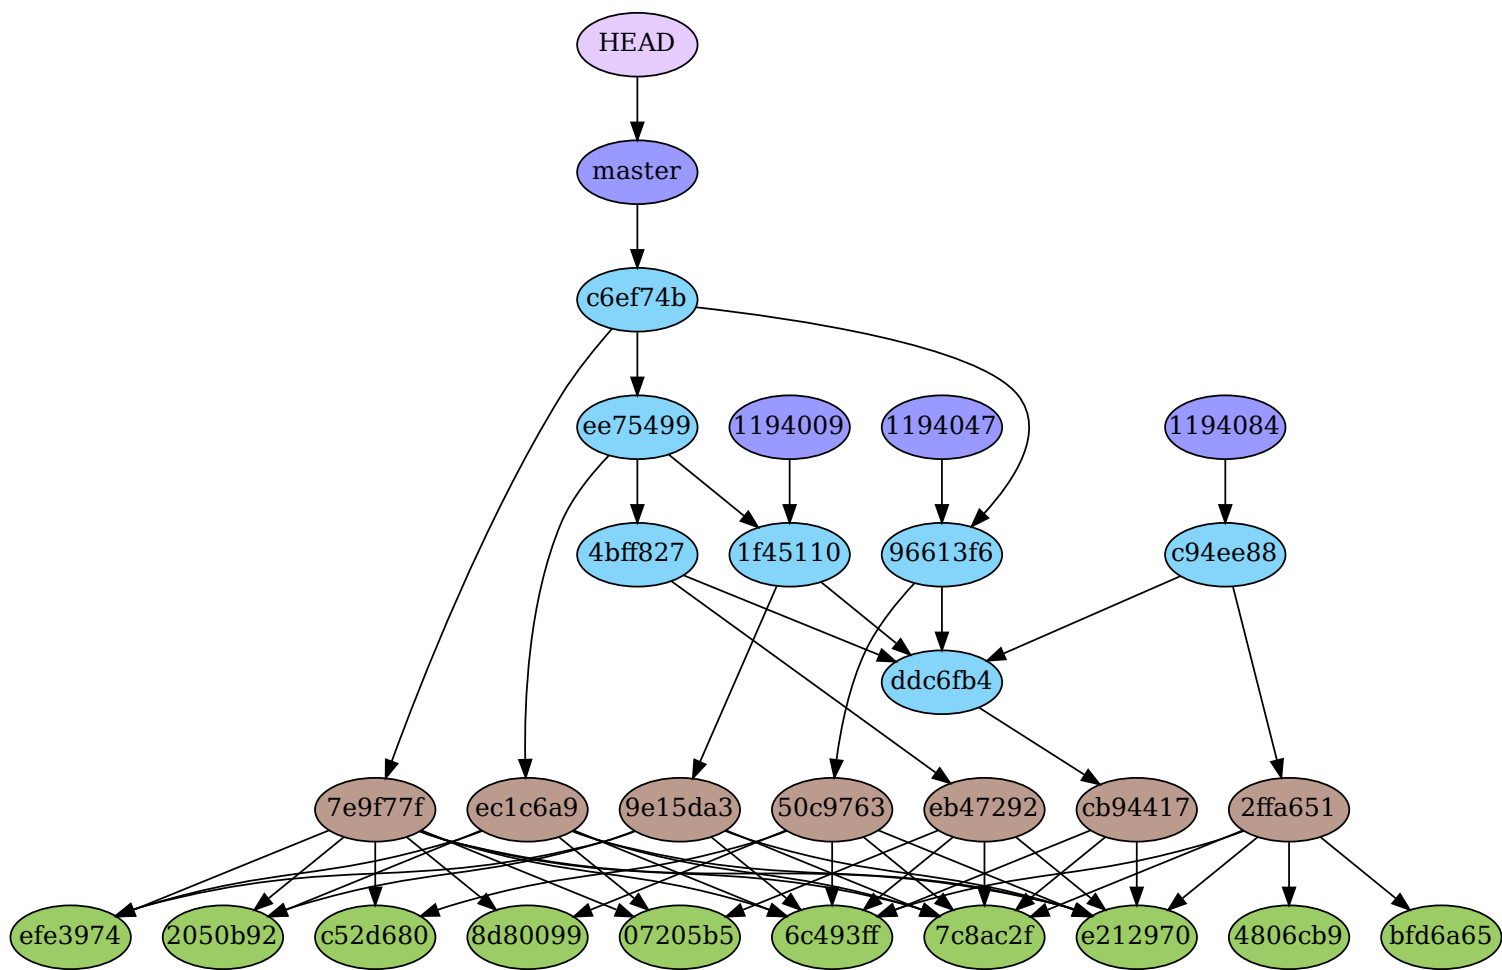 HEAD
master
c6ef74b
ee75499
1194009
1194047
1194084
4bff827
1f45110
96613f6
c94ee88
ddc6fb4
7e9f77f
ec1c6a9
9e15da3
50c9763
eb47292
cb94417
2ffa651
efe3974
2050b92
c52d680
8d80099
07205b5
6c493ff
7c8ac2f
e212970
4806cb9
bfd6a65